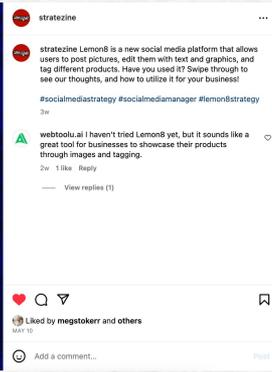 stratezine
stratezine Lemon8 is a new social media platform that allows
users to post pictures, edit them with text and graphics, and
tag different products. Have you used it? Swipe through to
see our thoughts, and how to utilize it for your business!
#socialmediastrategy #socialmediamanager #lemon8strategy
3w
webtoolu.ai I haven't tried Lemon8 yet, but it sounds like a
great tool for businesses to showcase their products
through images and tagging.
2w 1 like Reply
View replies (1)
Liked by megstokerr and others
MAY 10
Add a comment...
Post